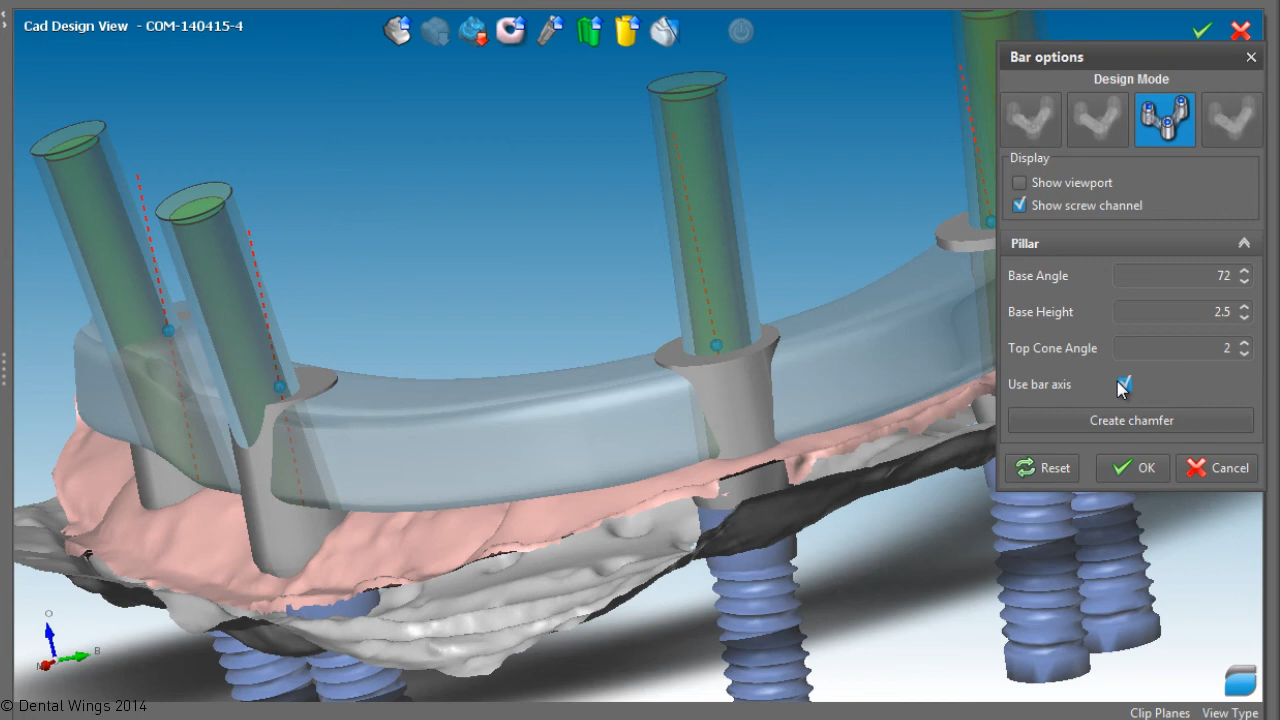 Cad Design View - COM-140415-4
Bar options
Design Mode
Display
Show viewport
Show screw channel
Pillar
Base Angle 72
Base Height 2.5
Top Cone Angle 2
Use bar axis
Create chamfer
Reset OK Cancel
O
B
© Dental Wings 2014
Clip Planes View Type